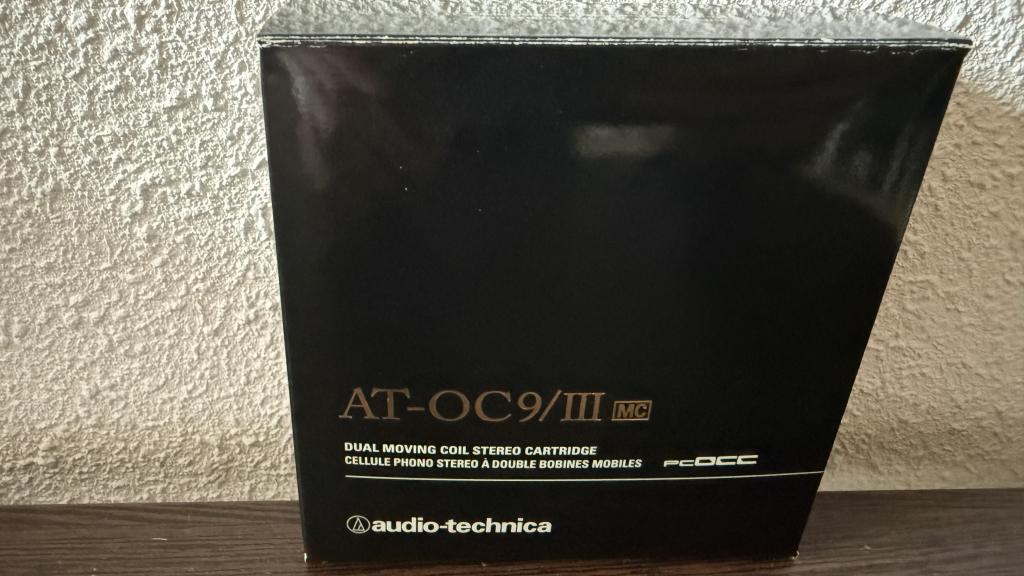 AT-OC9/III MC
DUAL MOVING COIL STEREO CARTRIDGE
CELLULE PHONO STEREO À DOUBLE BOBINES MOBILES PCOCC
audio-technica